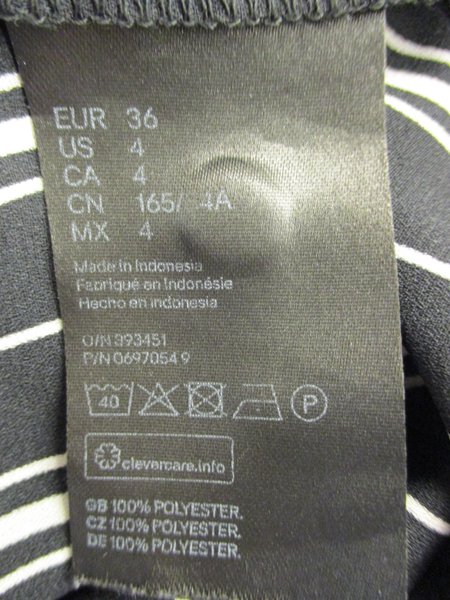 EUR 36
US 4
CA 4
CN 165/ 4A
MX 4
Made in Indonesia
Fabriqué en Indonésie
Hecho en indonesia
O/N 393451
P/N 0697054 9
40
P
clevercare.info
GB 100% POLYESTER.
CZ 100% POLYESTER.
DE 100% POLYESTER.